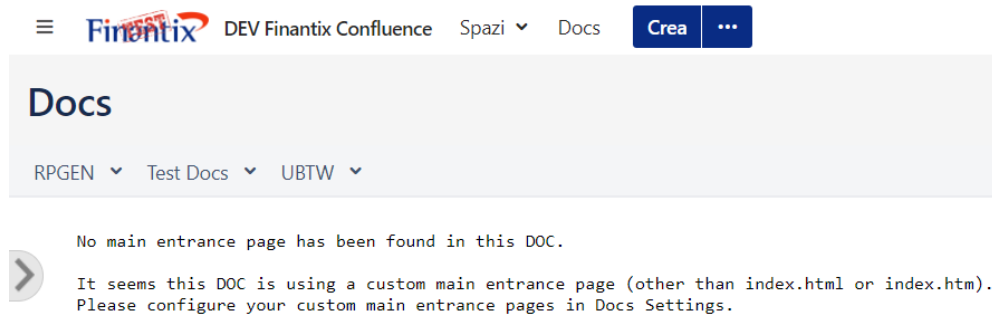 Finantix TEST DEV Finantix Confluence Spazi Docs Crea ...
Docs
RPGEN Test Docs UBTW
No main entrance page has been found in this DOC.
It seems this DOC is using a custom main entrance page (other than index.html or index.htm).
Please configure your custom main entrance pages in Docs Settings.